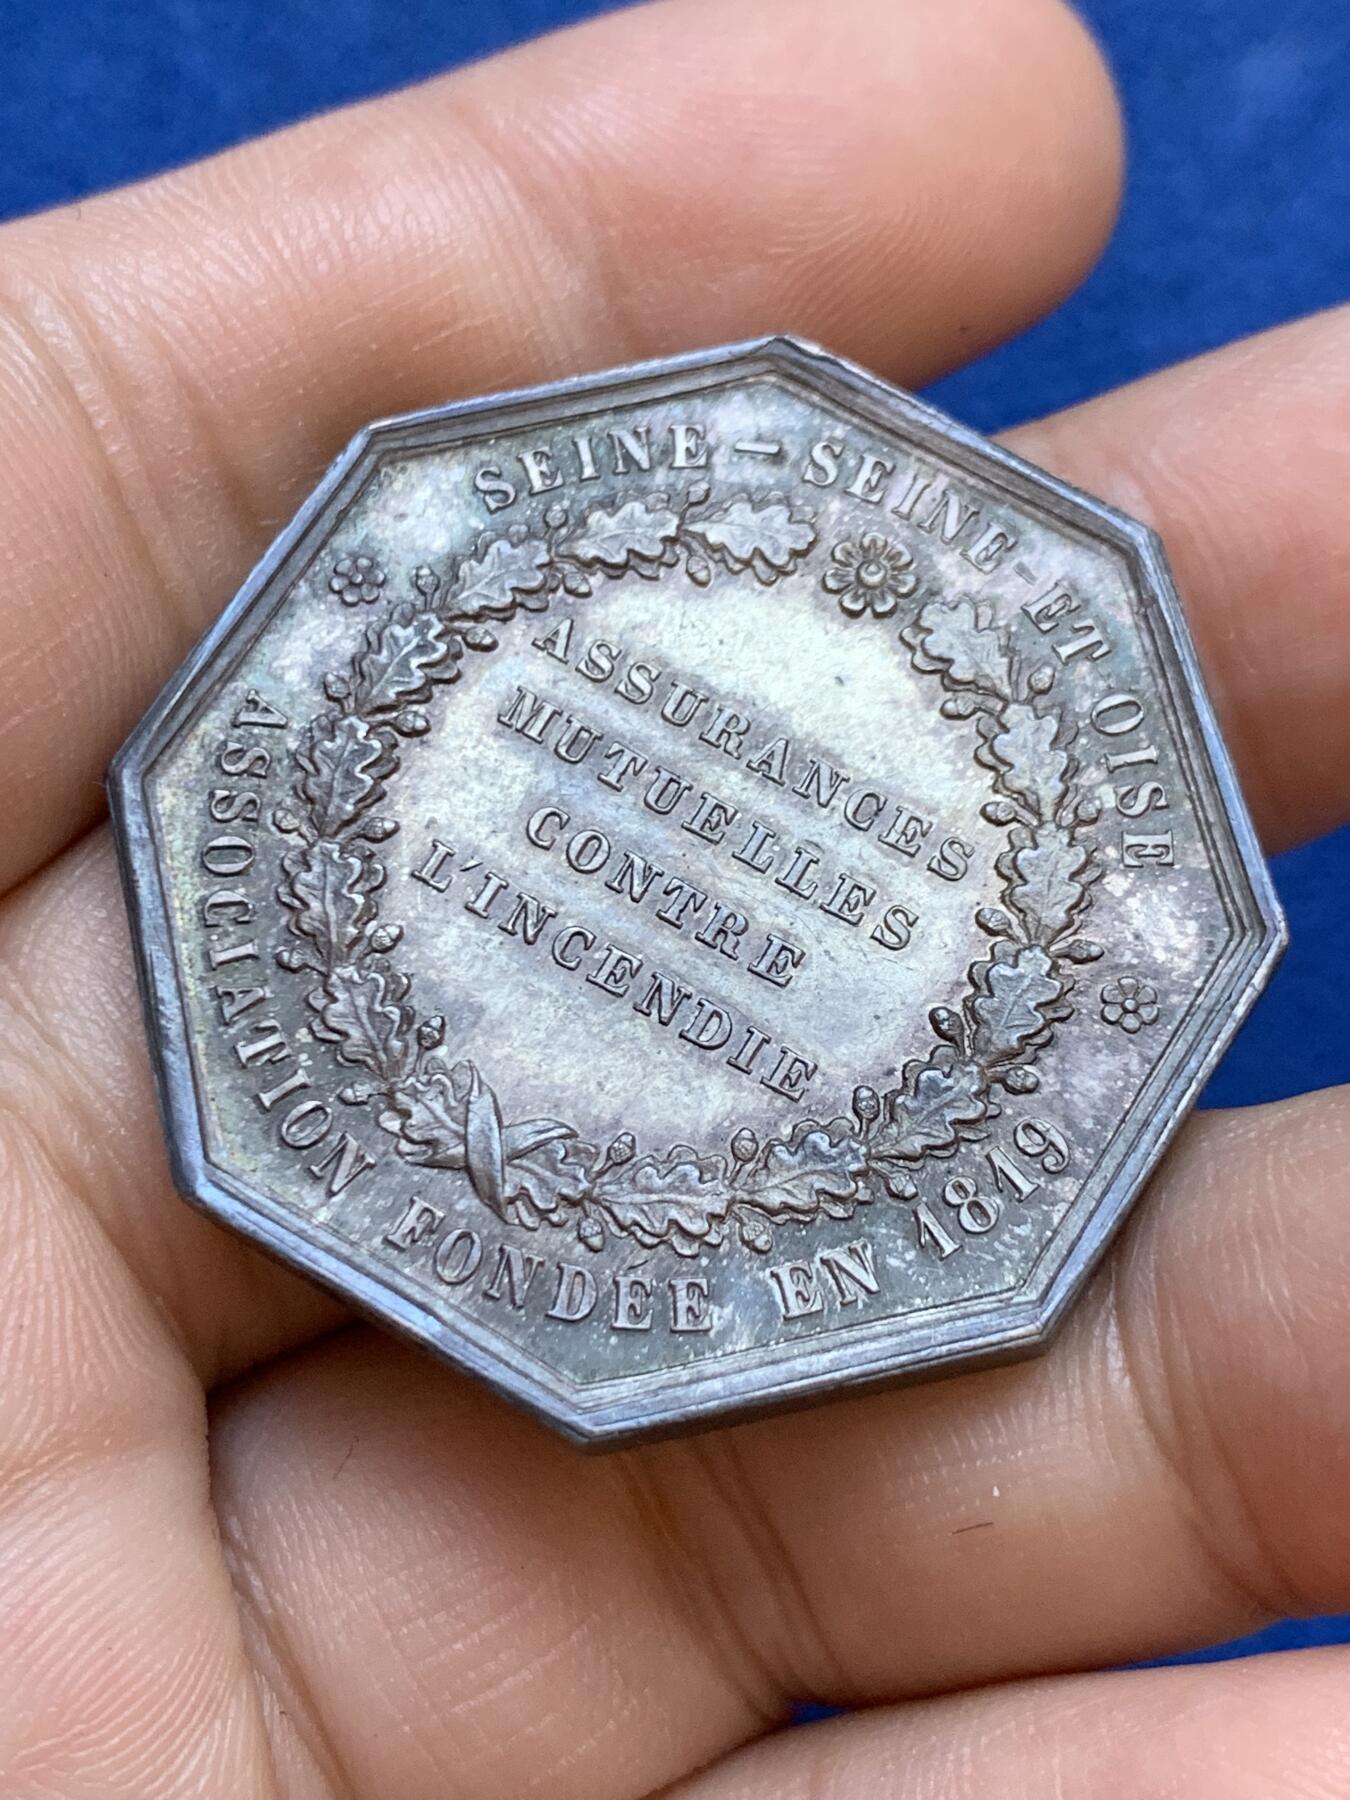 SEINE – SEINE-ET-OISE
ASSURANCES
MUTUELLES
CONTRE
L'INCENDIE
ASSOCIATION FONDÉE EN 1819